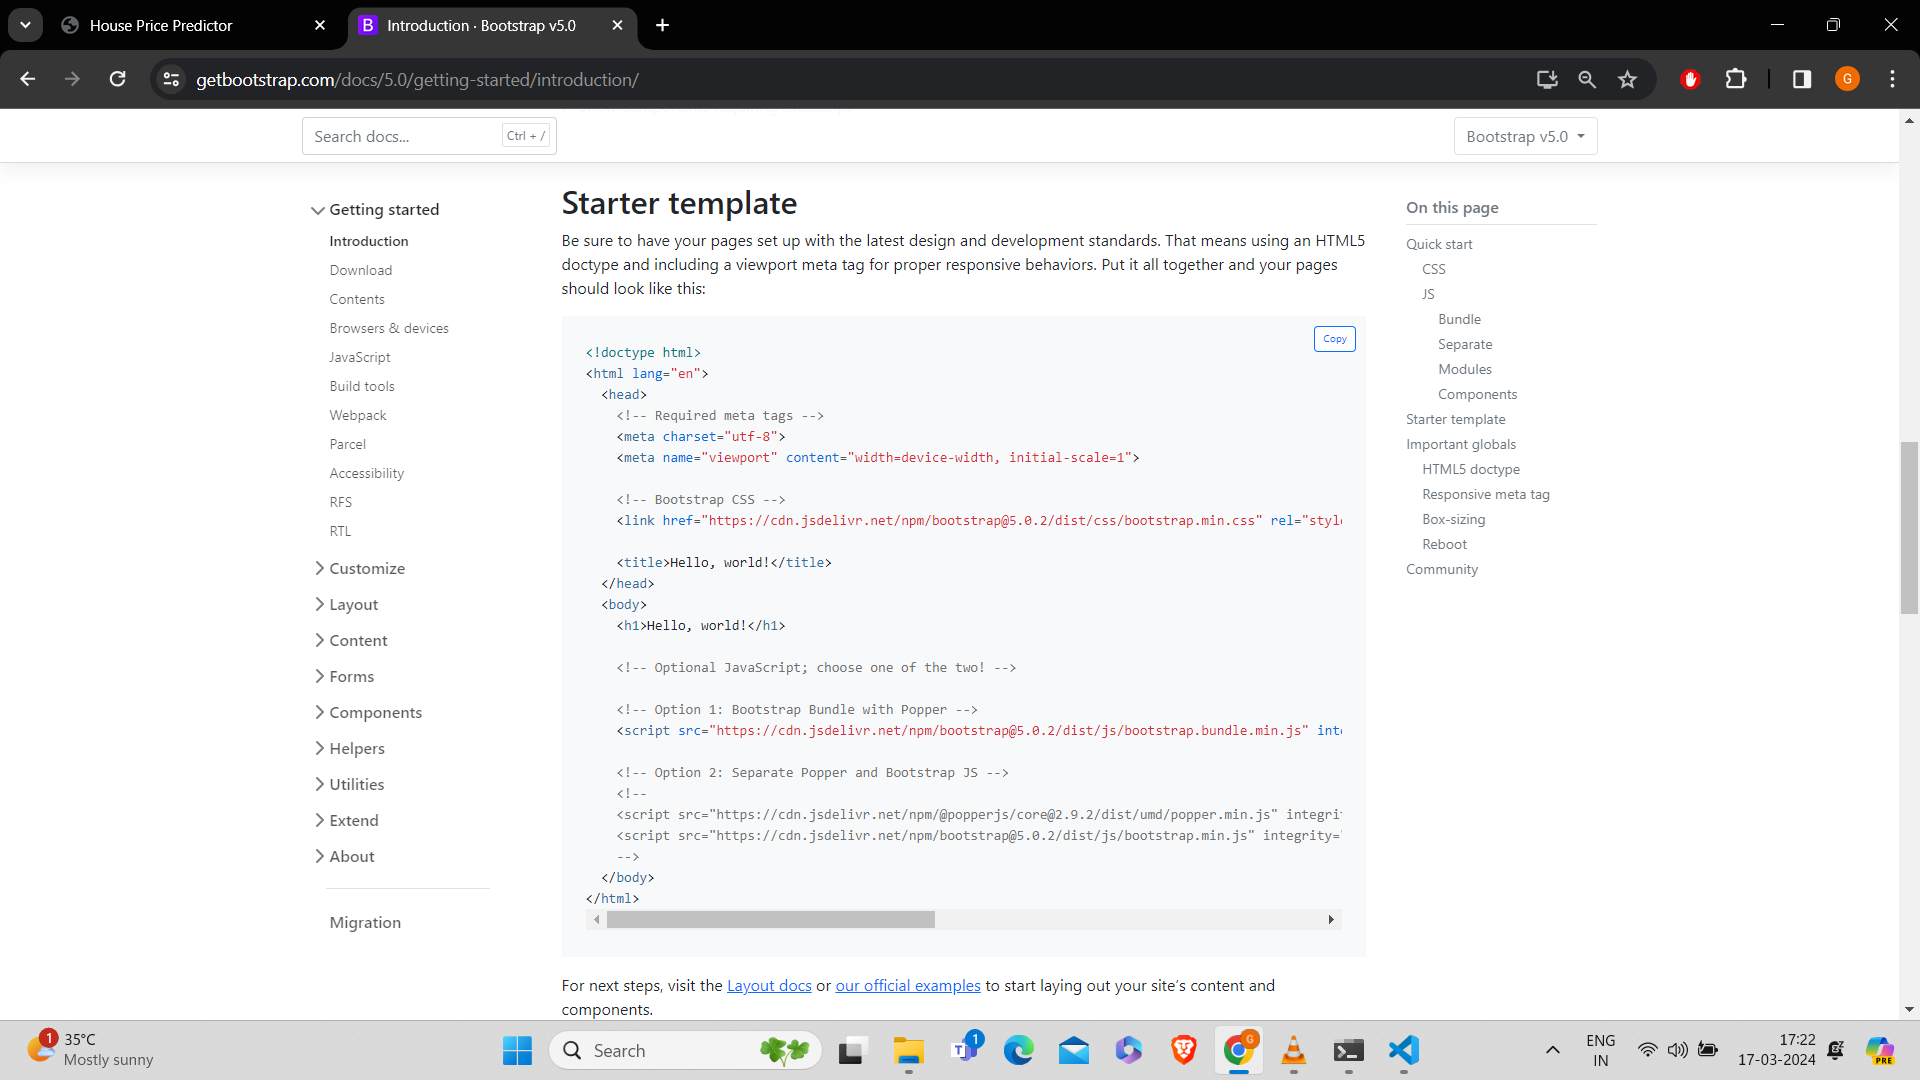 House Price Predictor
Introduction · Bootstrap v5.0
getbootstrap.com/docs/5.0/getting-started/introduction/
G
Search docs...
Ctrl + /
Bootstrap v5.0
Getting started
Introduction
Download
Contents
Browsers & devices
JavaScript
Build tools
Webpack
Parcel
Accessibility
RFS
RTL
Customize
Layout
Content
Forms
Components
Helpers
Utilities
Extend
About
Migration
Starter template
Be sure to have your pages set up with the latest design and development standards. That means using an HTML5
doctype and including a viewport meta tag for proper responsive behaviors. Put it all together and your pages
should look like this:
Copy
<!doctype html>
<html lang="en">
<head>
<!-- Required meta tags -->
<meta charset="utf-8">
<meta name="viewport" content="width=device-width, initial-scale=1">
<!-- Bootstrap CSS -->
<link href="https://cdn.jsdelivr.net/npm/bootstrap@5.0.2/dist/css/bootstrap.min.css" rel="style
<title>Hello, world!</title>
</head>
<body>
<h1>Hello, world!</h1>
<!-- Optional JavaScript; choose one of the two! -->
<!-- Option 1: Bootstrap Bundle with Popper -->
<script src="https://cdn.jsdelivr.net/npm/bootstrap@5.0.2/dist/js/bootstrap.bundle.min.js" inte
<!-- Option 2: Separate Popper and Bootstrap JS -->
<!--
<script src="https://cdn.jsdelivr.net/npm/@popperjs/core@2.9.2/dist/umd/popper.min.js" integrit
<script src="https://cdn.jsdelivr.net/npm/bootstrap@5.0.2/dist/js/bootstrap.min.js" integrity="
-->
</body>
</html>
For next steps, visit the Layout docs or our official examples to start laying out your site's content and
components.
On this page
Quick start
CSS
JS
Bundle
Separate
Modules
Components
Starter template
Important globals
HTML5 doctype
Responsive meta tag
Box-sizing
Reboot
Community
1
35°C
Mostly sunny
Search
1
G
ENG
IN
17:22
17-03-2024
PRE